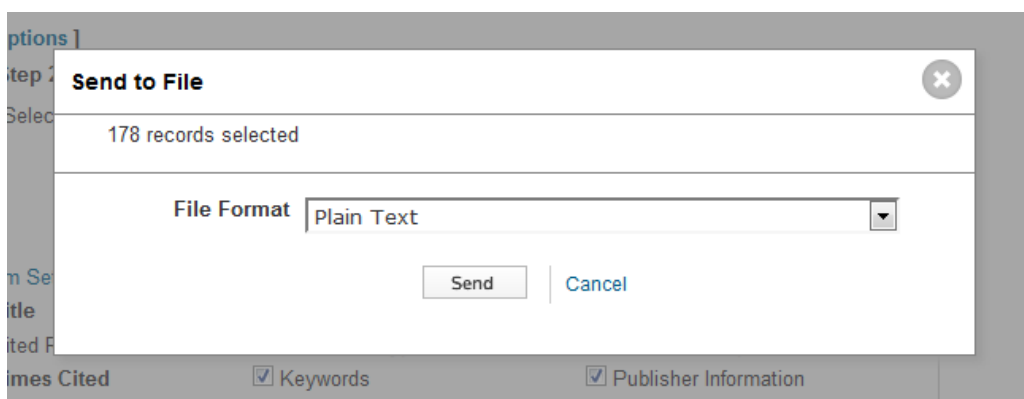 ptions ]
Step 2
Send to File
Selec
178 records selected
File Format Plain Text
Send Cancel
m Se
itle
ited
imes Cited Keywords Publisher Information